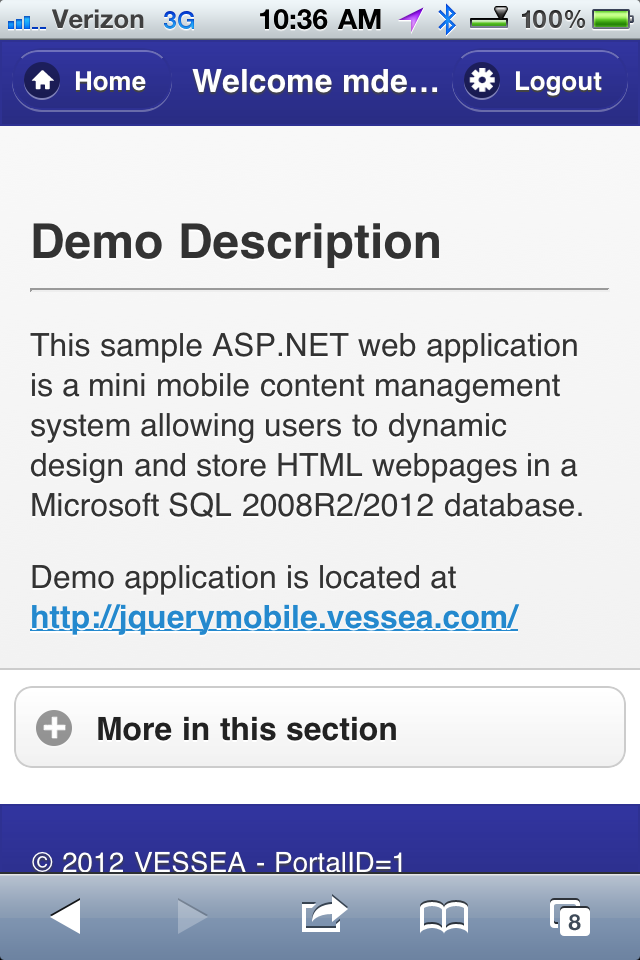 Verizon 3G 10:36 AM 100%
Home Welcome mde... Logout
Demo Description
This sample ASP.NET web application
is a mini mobile content management
system allowing users to dynamic
design and store HTML webpages in a
Microsoft SQL 2008R2/2012 database.
Demo application is located at
http://jquerymobile.vessea.com/
More in this section
© 2012 VESSEA - PortalID=1
8